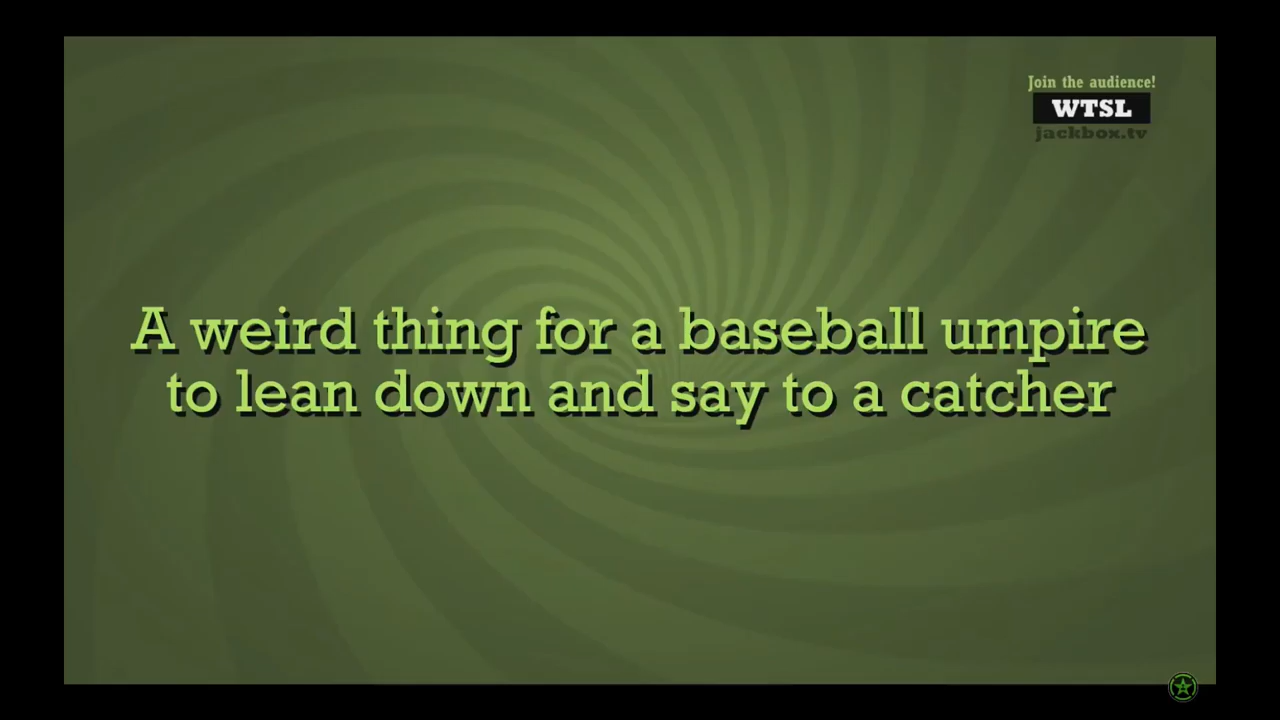 Join the audience!
WTSL
jackbox.tv
A weird thing for a baseball umpire
to lean down and say to a catcher